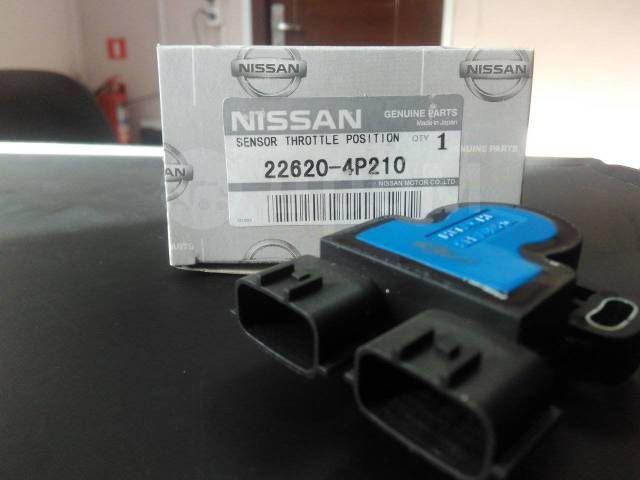 NISSAN
NISSAN
NISSAN
GENUINE PARTS
Made in Japan
SENSOR THROTTLE POSITION QTY 1
22620-4P210
NISSAN MOTOR CO.,LTD.
GENUINE PARTS
PARTS